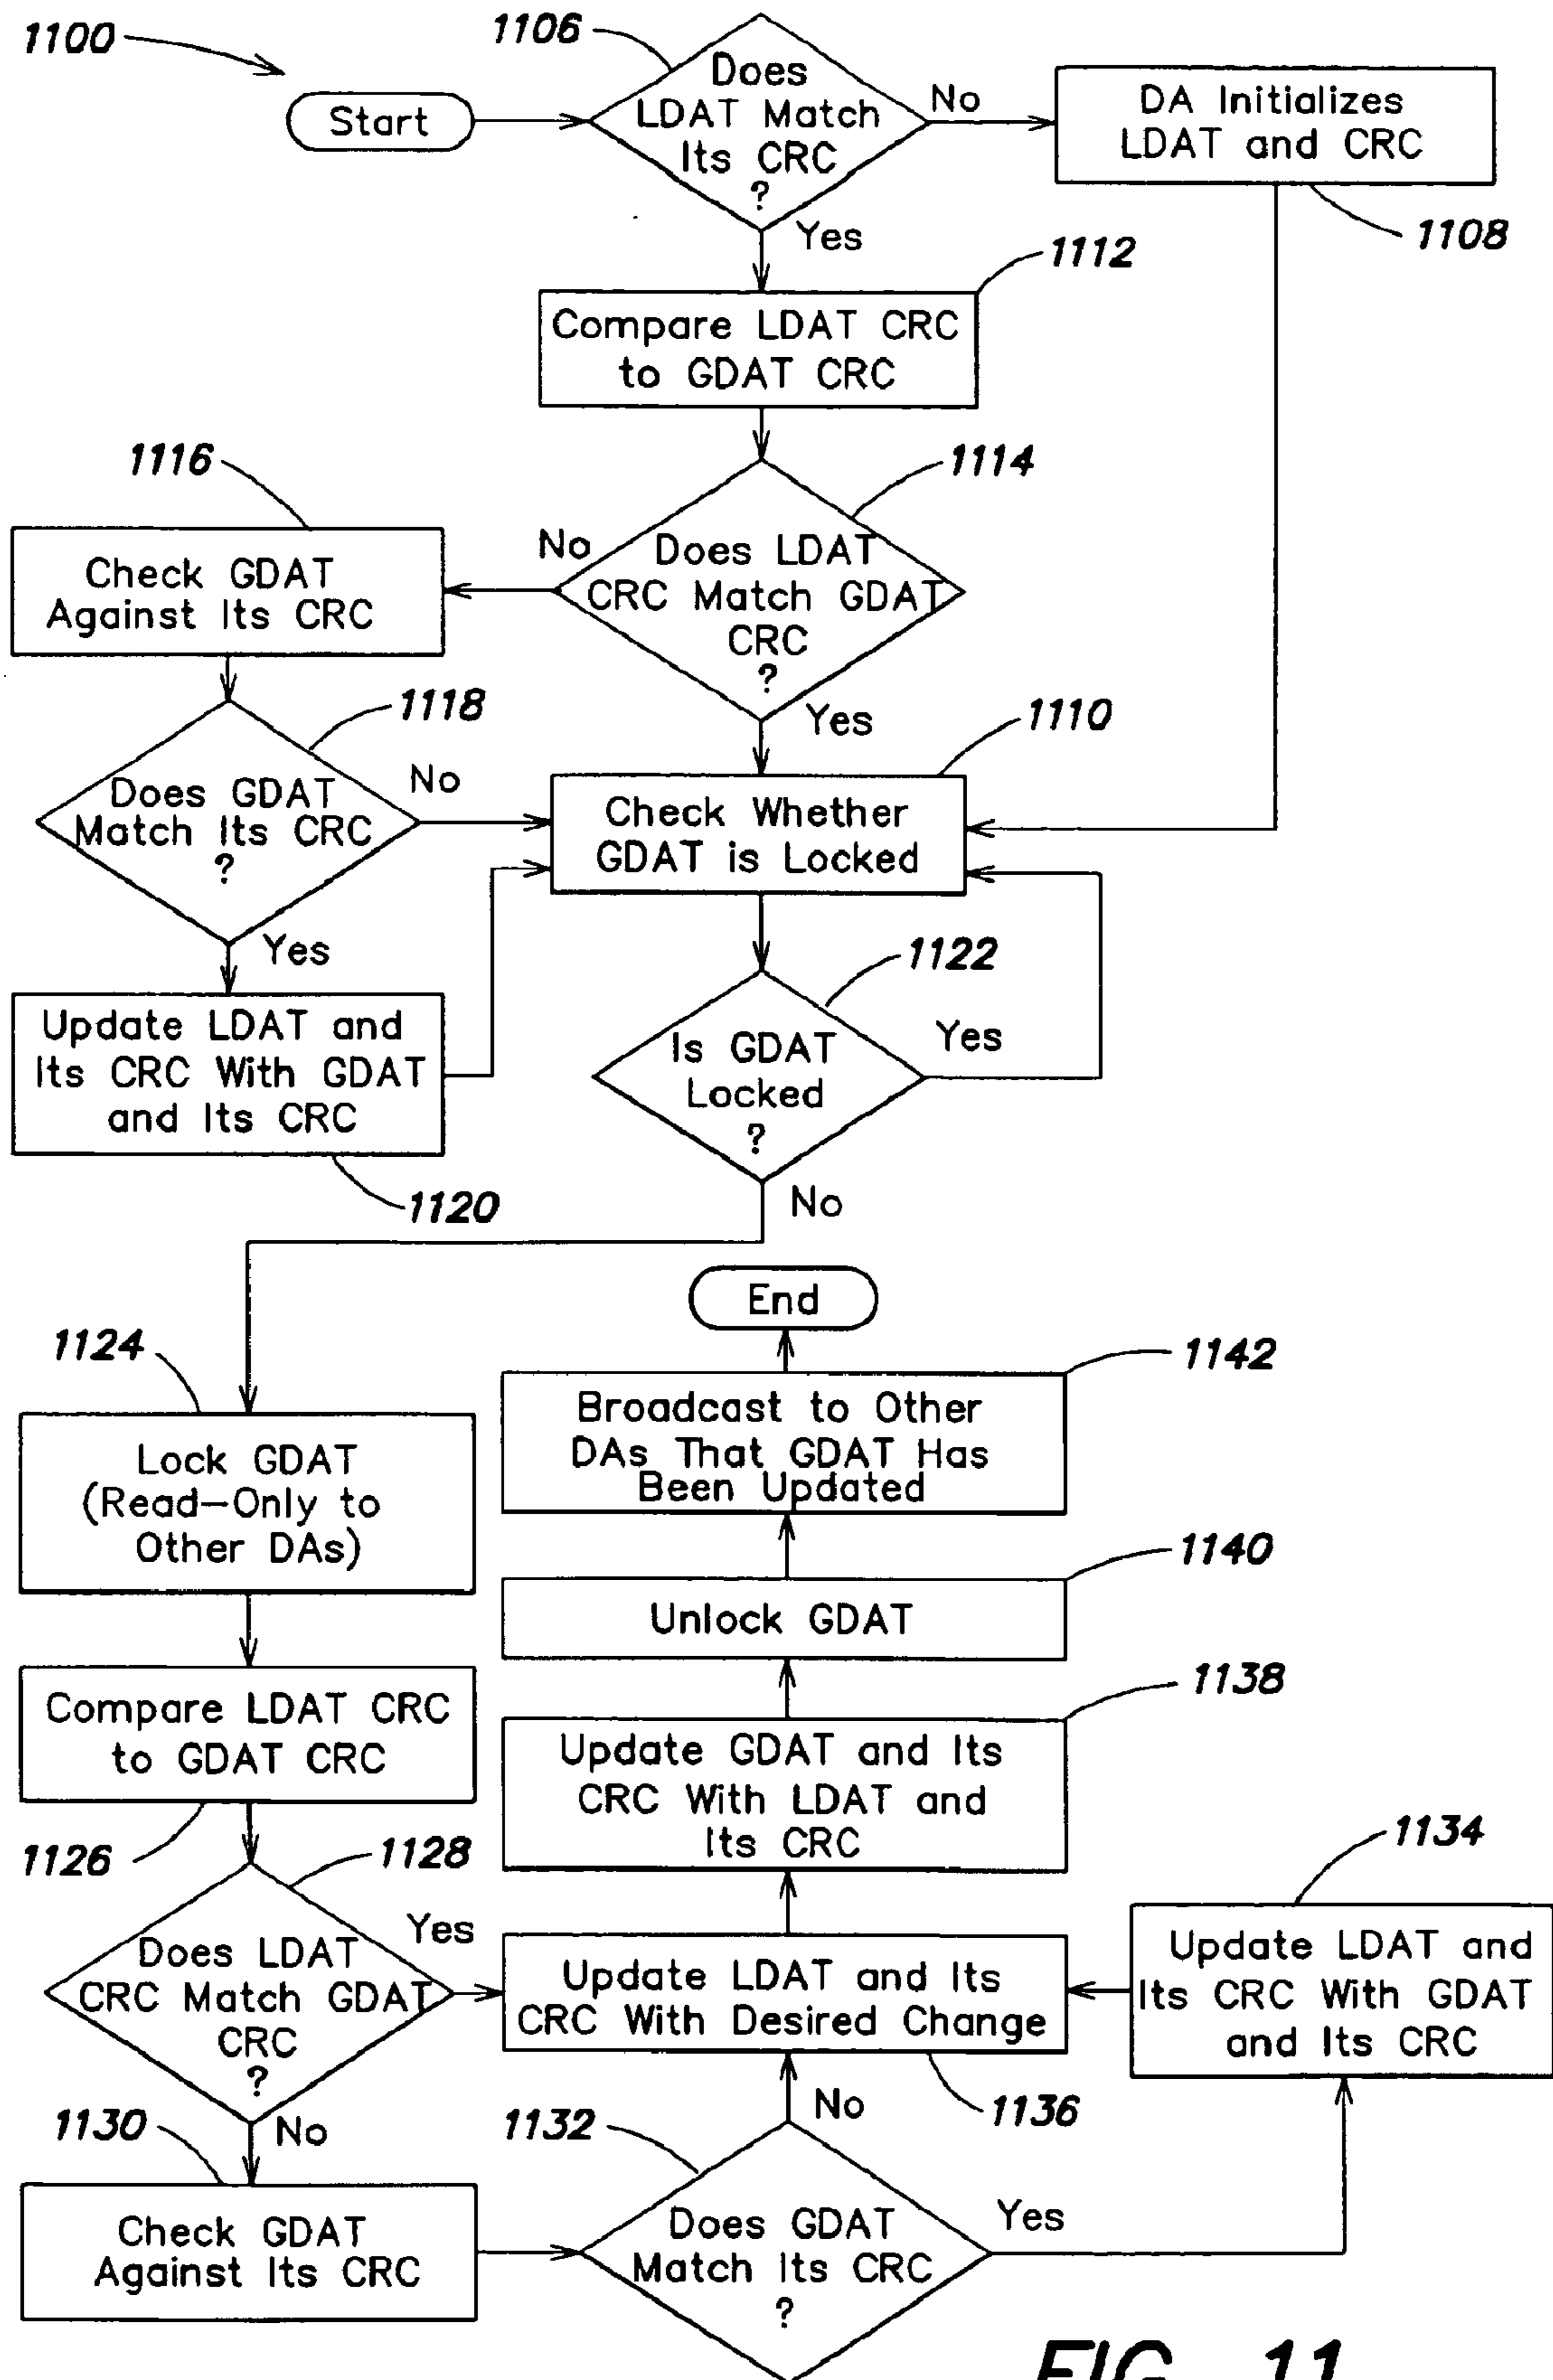 1100
Start
1106
Does
LDAT Match
Its CRC
?
No
DA Initializes
LDAT and CRC
1108
Yes
1112
Compare LDAT CRC
to GDAT CRC
1114
Does LDAT
CRC Match GDAT
CRC
?
No
1116
Check GDAT
Against Its CRC
1118
Does GDAT
Match Its CRC
?
No
Yes
1110
Check Whether
GDAT is Locked
Yes
Update LDAT and
Its CRC With GDAT
and Its CRC
1120
1122
Is GDAT
Locked
?
Yes
No
End
1124
Lock GDAT
(Read-Only to
Other DAs)
1142
Broadcast to Other
DAs That GDAT Has
Been Updated
1140
Unlock GDAT
Compare LDAT CRC
to GDAT CRC
1126
1138
Update GDAT and Its
CRC With LDAT and
Its CRC
1128
Does LDAT
CRC Match GDAT
CRC
?
Yes
Update LDAT and Its
CRC With Desired Change
1136
1134
Update LDAT and
Its CRC With GDAT
and Its CRC
No
1130
Check GDAT
Against Its CRC
1132
Does GDAT
Match Its CRC
?
No
Yes
FIG. 11